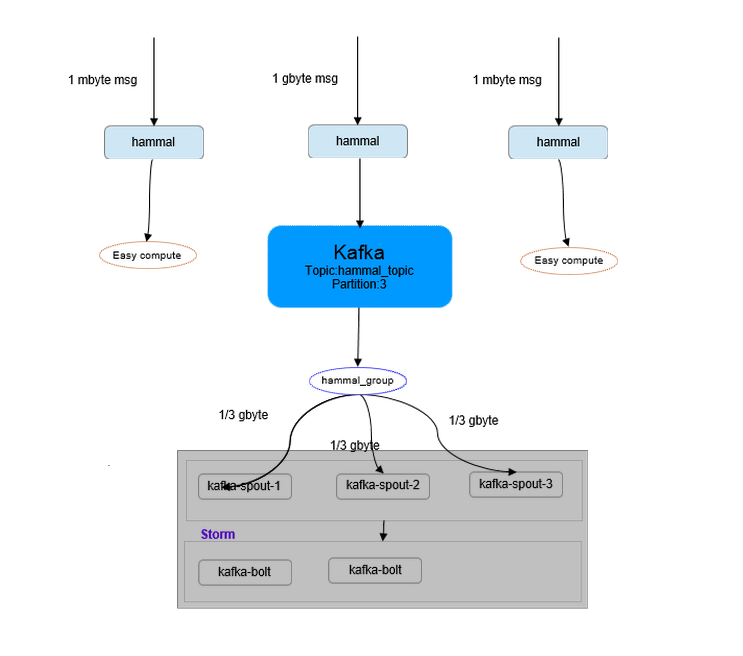 1 mbyte msg
1 gbyte msg
1 mbyte msg
hammal
hammal
hammal
Easy compute
Kafka
Topic:hammal_topic
Partition:3
Easy compute
hammal_group
1/3 gbyte
1/3 gbyte
1/3 gbyte
kafka-spout-1
kafka-spout-2
kafka-spout-3
Storm
kafka-bolt
kafka-bolt